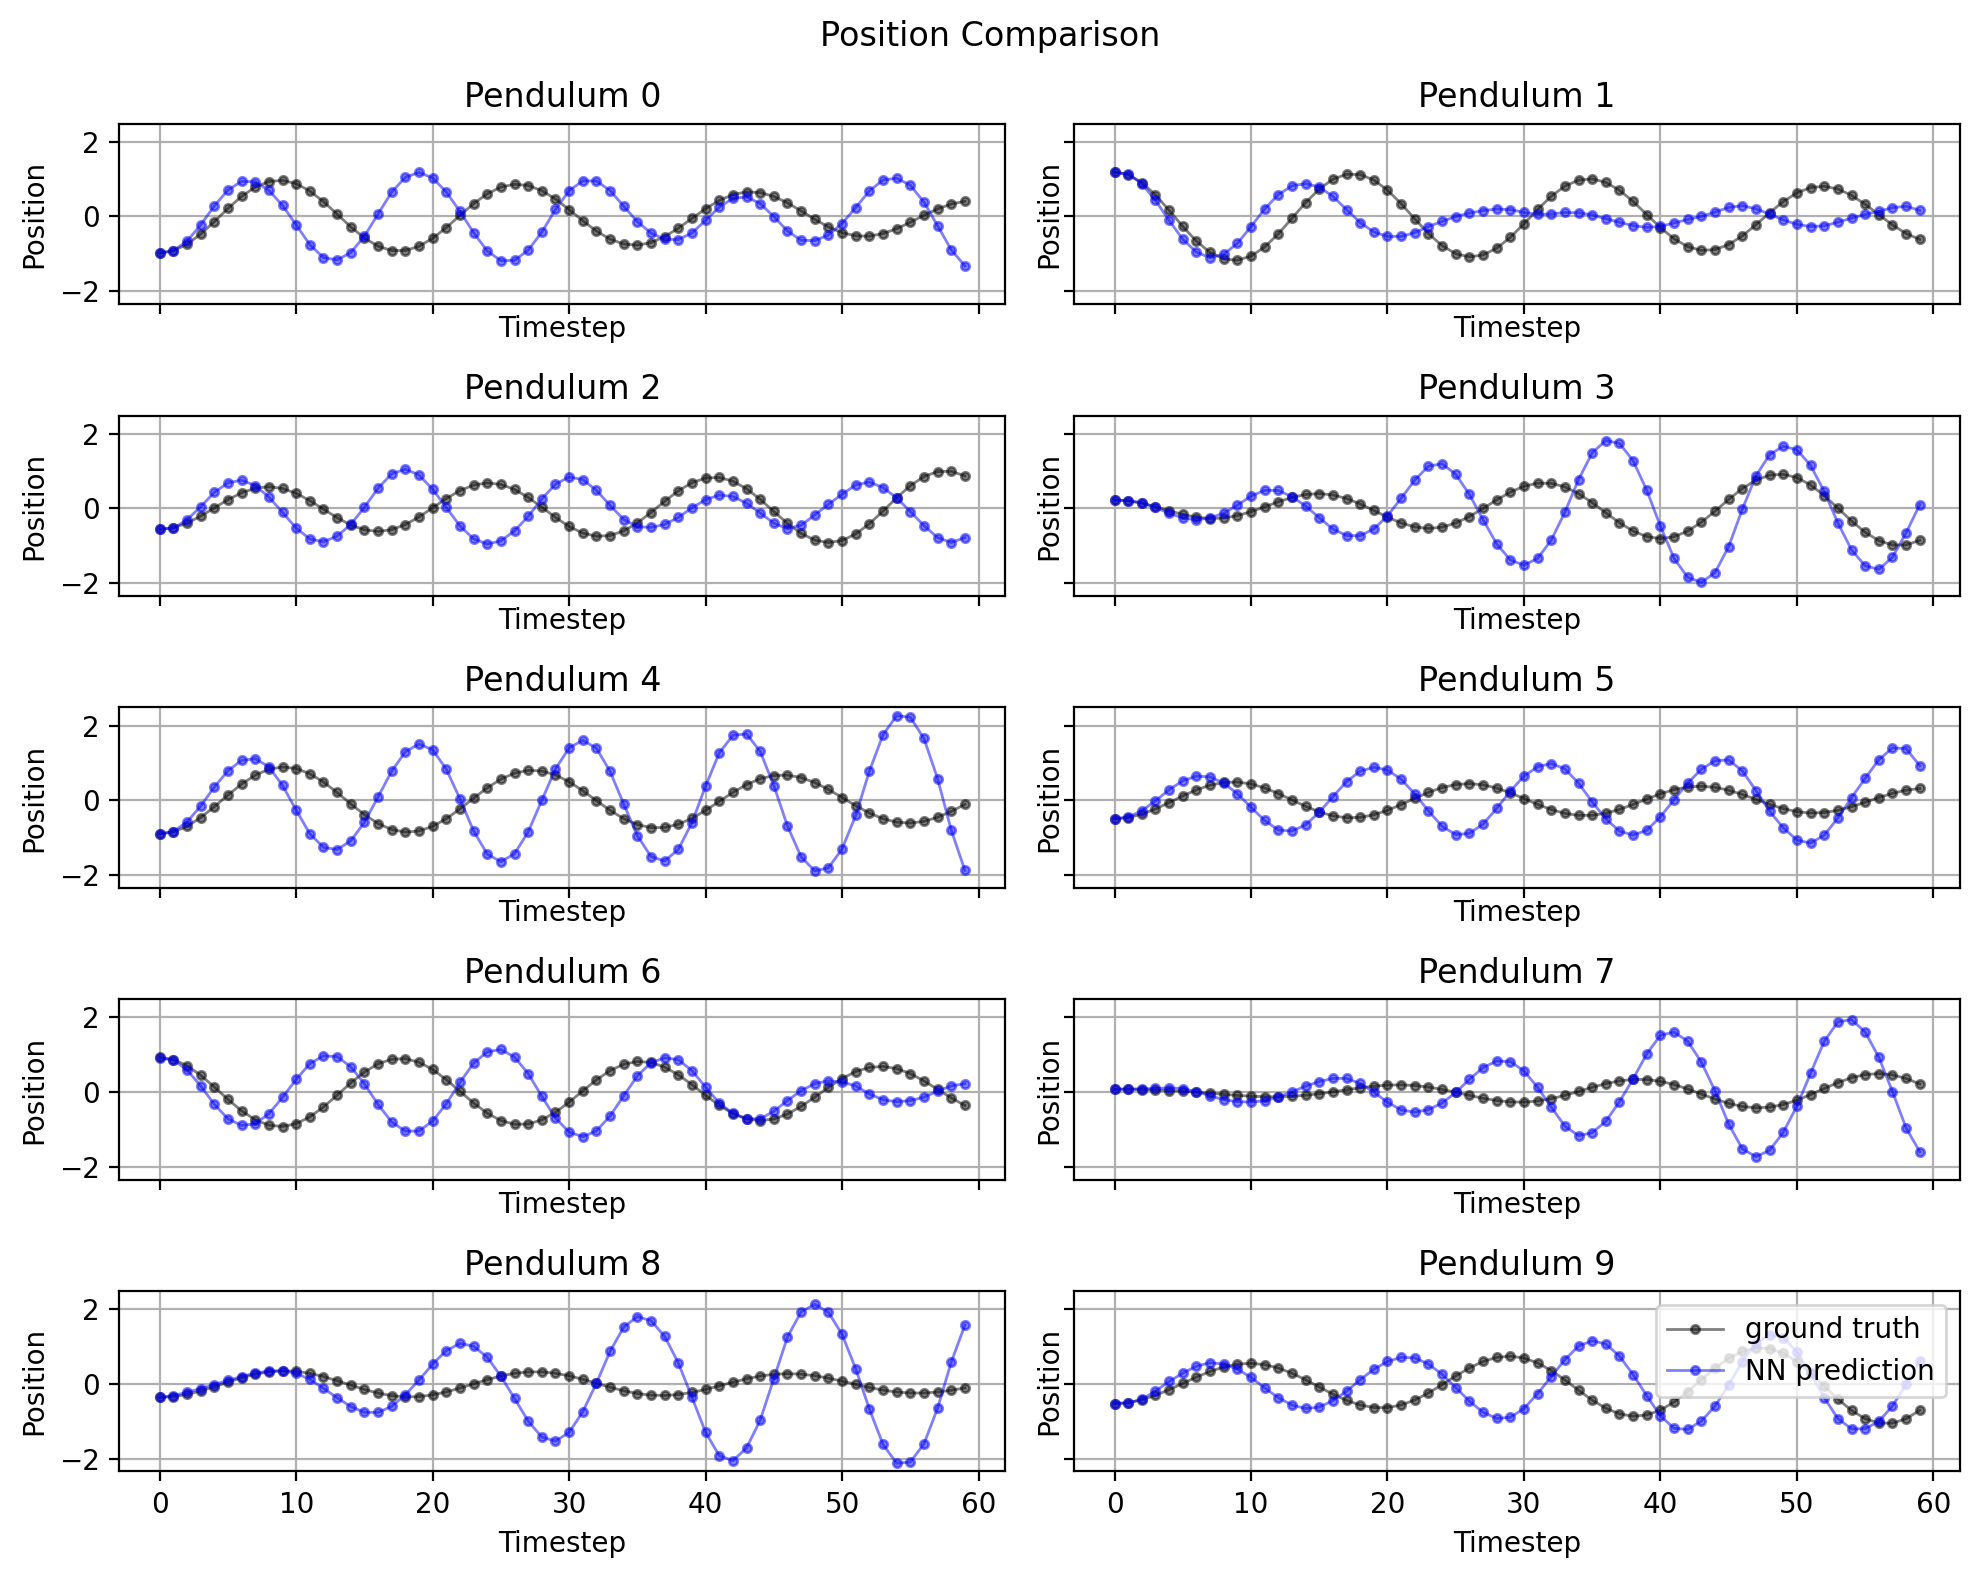 Position Comparison
Pendulum 0
Pendulum 1
2
0
−2
Position
Position
Timestep
Timestep
Pendulum 2
Pendulum 3
2
0
−2
Position
Position
Timestep
Timestep
Pendulum 4
Pendulum 5
2
0
−2
Position
Position
Timestep
Timestep
Pendulum 6
Pendulum 7
2
0
−2
Position
Position
Timestep
Timestep
Pendulum 8
Pendulum 9
2
0
−2
Position
Position
ground truth
NN prediction
0 10 20 30 40 50 60
0 10 20 30 40 50 60
Timestep
Timestep